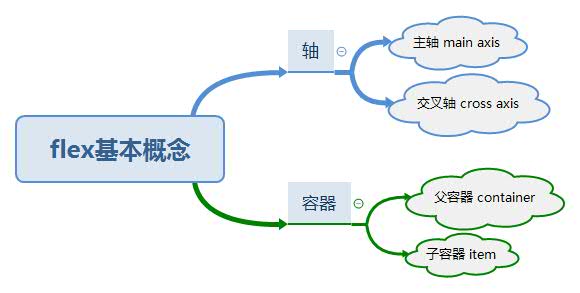 flex基本概念
轴
主轴 main axis
交叉轴 cross axis
容器
父容器 container
子容器 item